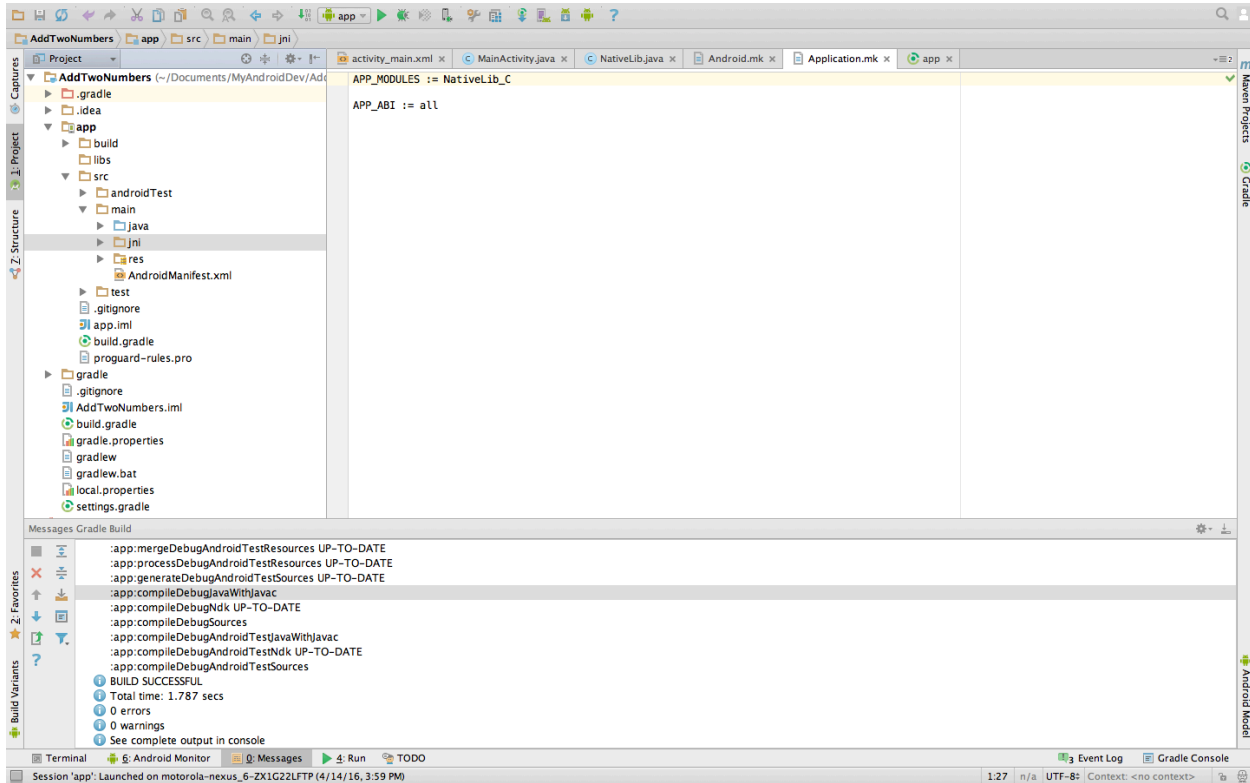 app
AddTwoNumbers app src main jni
Project
activity_main.xml MainActivity.java NativeLib.java Android.mk Application.mk app
2
AddTwoNumbers (~/Documents/MyAndroidDev/Add
.gradle
.idea
app
build
libs
src
androidTest
main
java
jni
res
AndroidManifest.xml
test
.gitignore
app.iml
build.gradle
proguard-rules.pro
gradle
.gitignore
AddTwoNumbers.iml
build.gradle
gradle.properties
gradlew
gradlew.bat
local.properties
settings.gradle
APP_MODULES := NativeLib_C
APP_ABI := all
Captures
1: Project
7: Structure
2: Favorites
Build Variants
m
Maven Projects
Gradle
Android Model
Messages Gradle Build
:app:mergeDebugAndroidTestResources UP-TO-DATE
:app:processDebugAndroidTestResources UP-TO-DATE
:app:generateDebugAndroidTestSources UP-TO-DATE
:app:compileDebugJavaWithJavac
:app:compileDebugNdk UP-TO-DATE
:app:compileDebugSources
:app:compileDebugAndroidTestJavaWithJavac
:app:compileDebugAndroidTestNdk UP-TO-DATE
:app:compileDebugAndroidTestSources
BUILD SUCCESSFUL
Total time: 1.787 secs
0 errors
0 warnings
See complete output in console
Terminal 6: Android Monitor 0: Messages 4: Run TODO 3 Event Log Gradle Console
Session 'app': Launched on motorola-nexus_6-ZX1G22LFTP (4/14/16, 3:59 PM) 1:27 n/a UTF-8 Context: <no context>